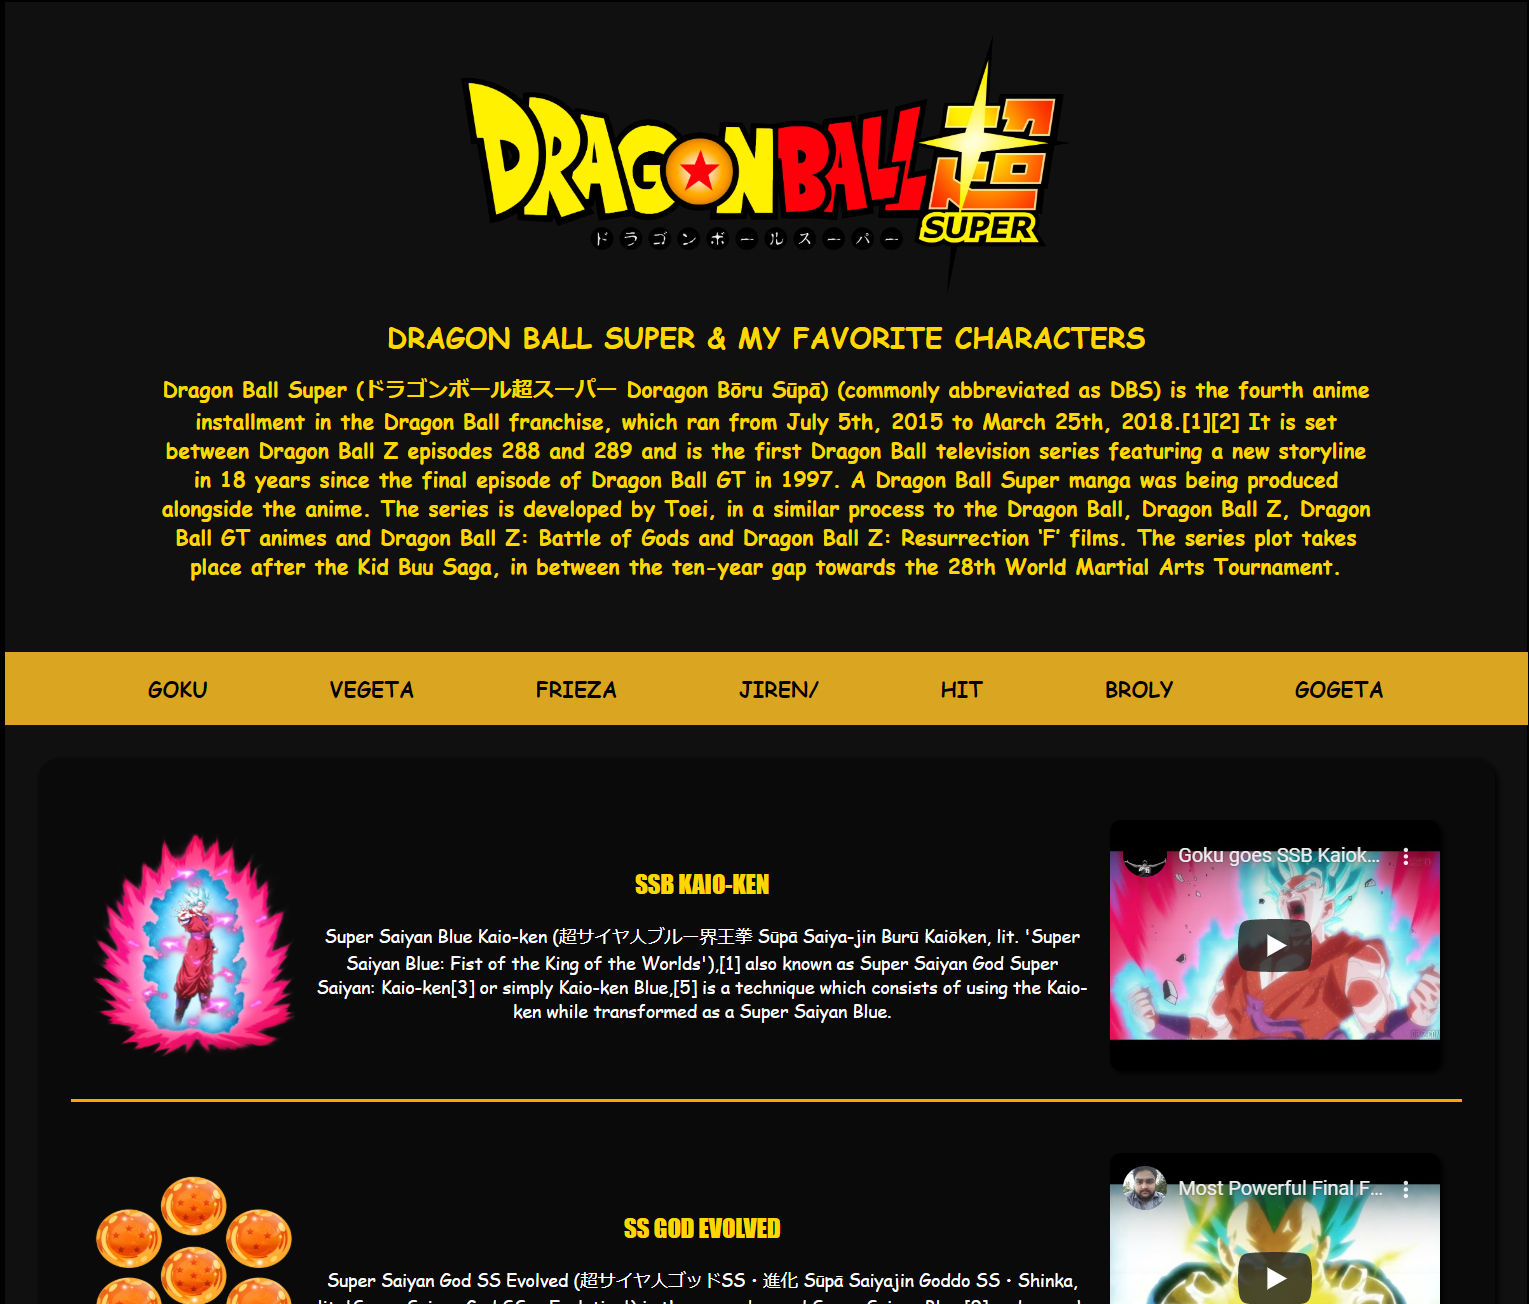 DRAGONBALL超
SUPER
ドラゴンボールスーパー
DRAGON BALL SUPER & MY FAVORITE CHARACTERS
Dragon Ball Super (ドラゴンボール超スーパー Doragon Bōru Sūpā) (commonly abbreviated as DBS) is the fourth anime
installment in the Dragon Ball franchise, which ran from July 5th, 2015 to March 25th, 2018.[1][2] It is set
between Dragon Ball Z episodes 288 and 289 and is the first Dragon Ball television series featuring a new storyline
in 18 years since the final episode of Dragon Ball GT in 1997. A Dragon Ball Super manga was being produced
alongside the anime. The series is developed by Toei, in a similar process to the Dragon Ball, Dragon Ball Z, Dragon
Ball GT animes and Dragon Ball Z: Battle of Gods and Dragon Ball Z: Resurrection 'F' films. The series plot takes
place after the Kid Buu Saga, in between the ten-year gap towards the 28th World Martial Arts Tournament.
GOKU VEGETA FRIEZA JIREN/ HIT BROLY GOGETA
Goku goes SSB Kaiok...
SSB KAIO-KEN
Super Saiyan Blue Kaio-ken (超サイヤ人ブルー界王拳 Sūpā Saiya-jin Burū Kaiōken, lit. 'Super
Saiyan Blue: Fist of the King of the Worlds'),[1] also known as Super Saiyan God Super
Saiyan: Kaio-ken[3] or simply Kaio-ken Blue,[5] is a technique which consists of using the Kaio-
ken while transformed as a Super Saiyan Blue.
Most Powerful Final F...
SS GOD EVOLVED
Super Saiyan God SS Evolved (超サイヤ人ゴッドSS・進化 Sūpā Saiyajin Goddo SS・Shinka,